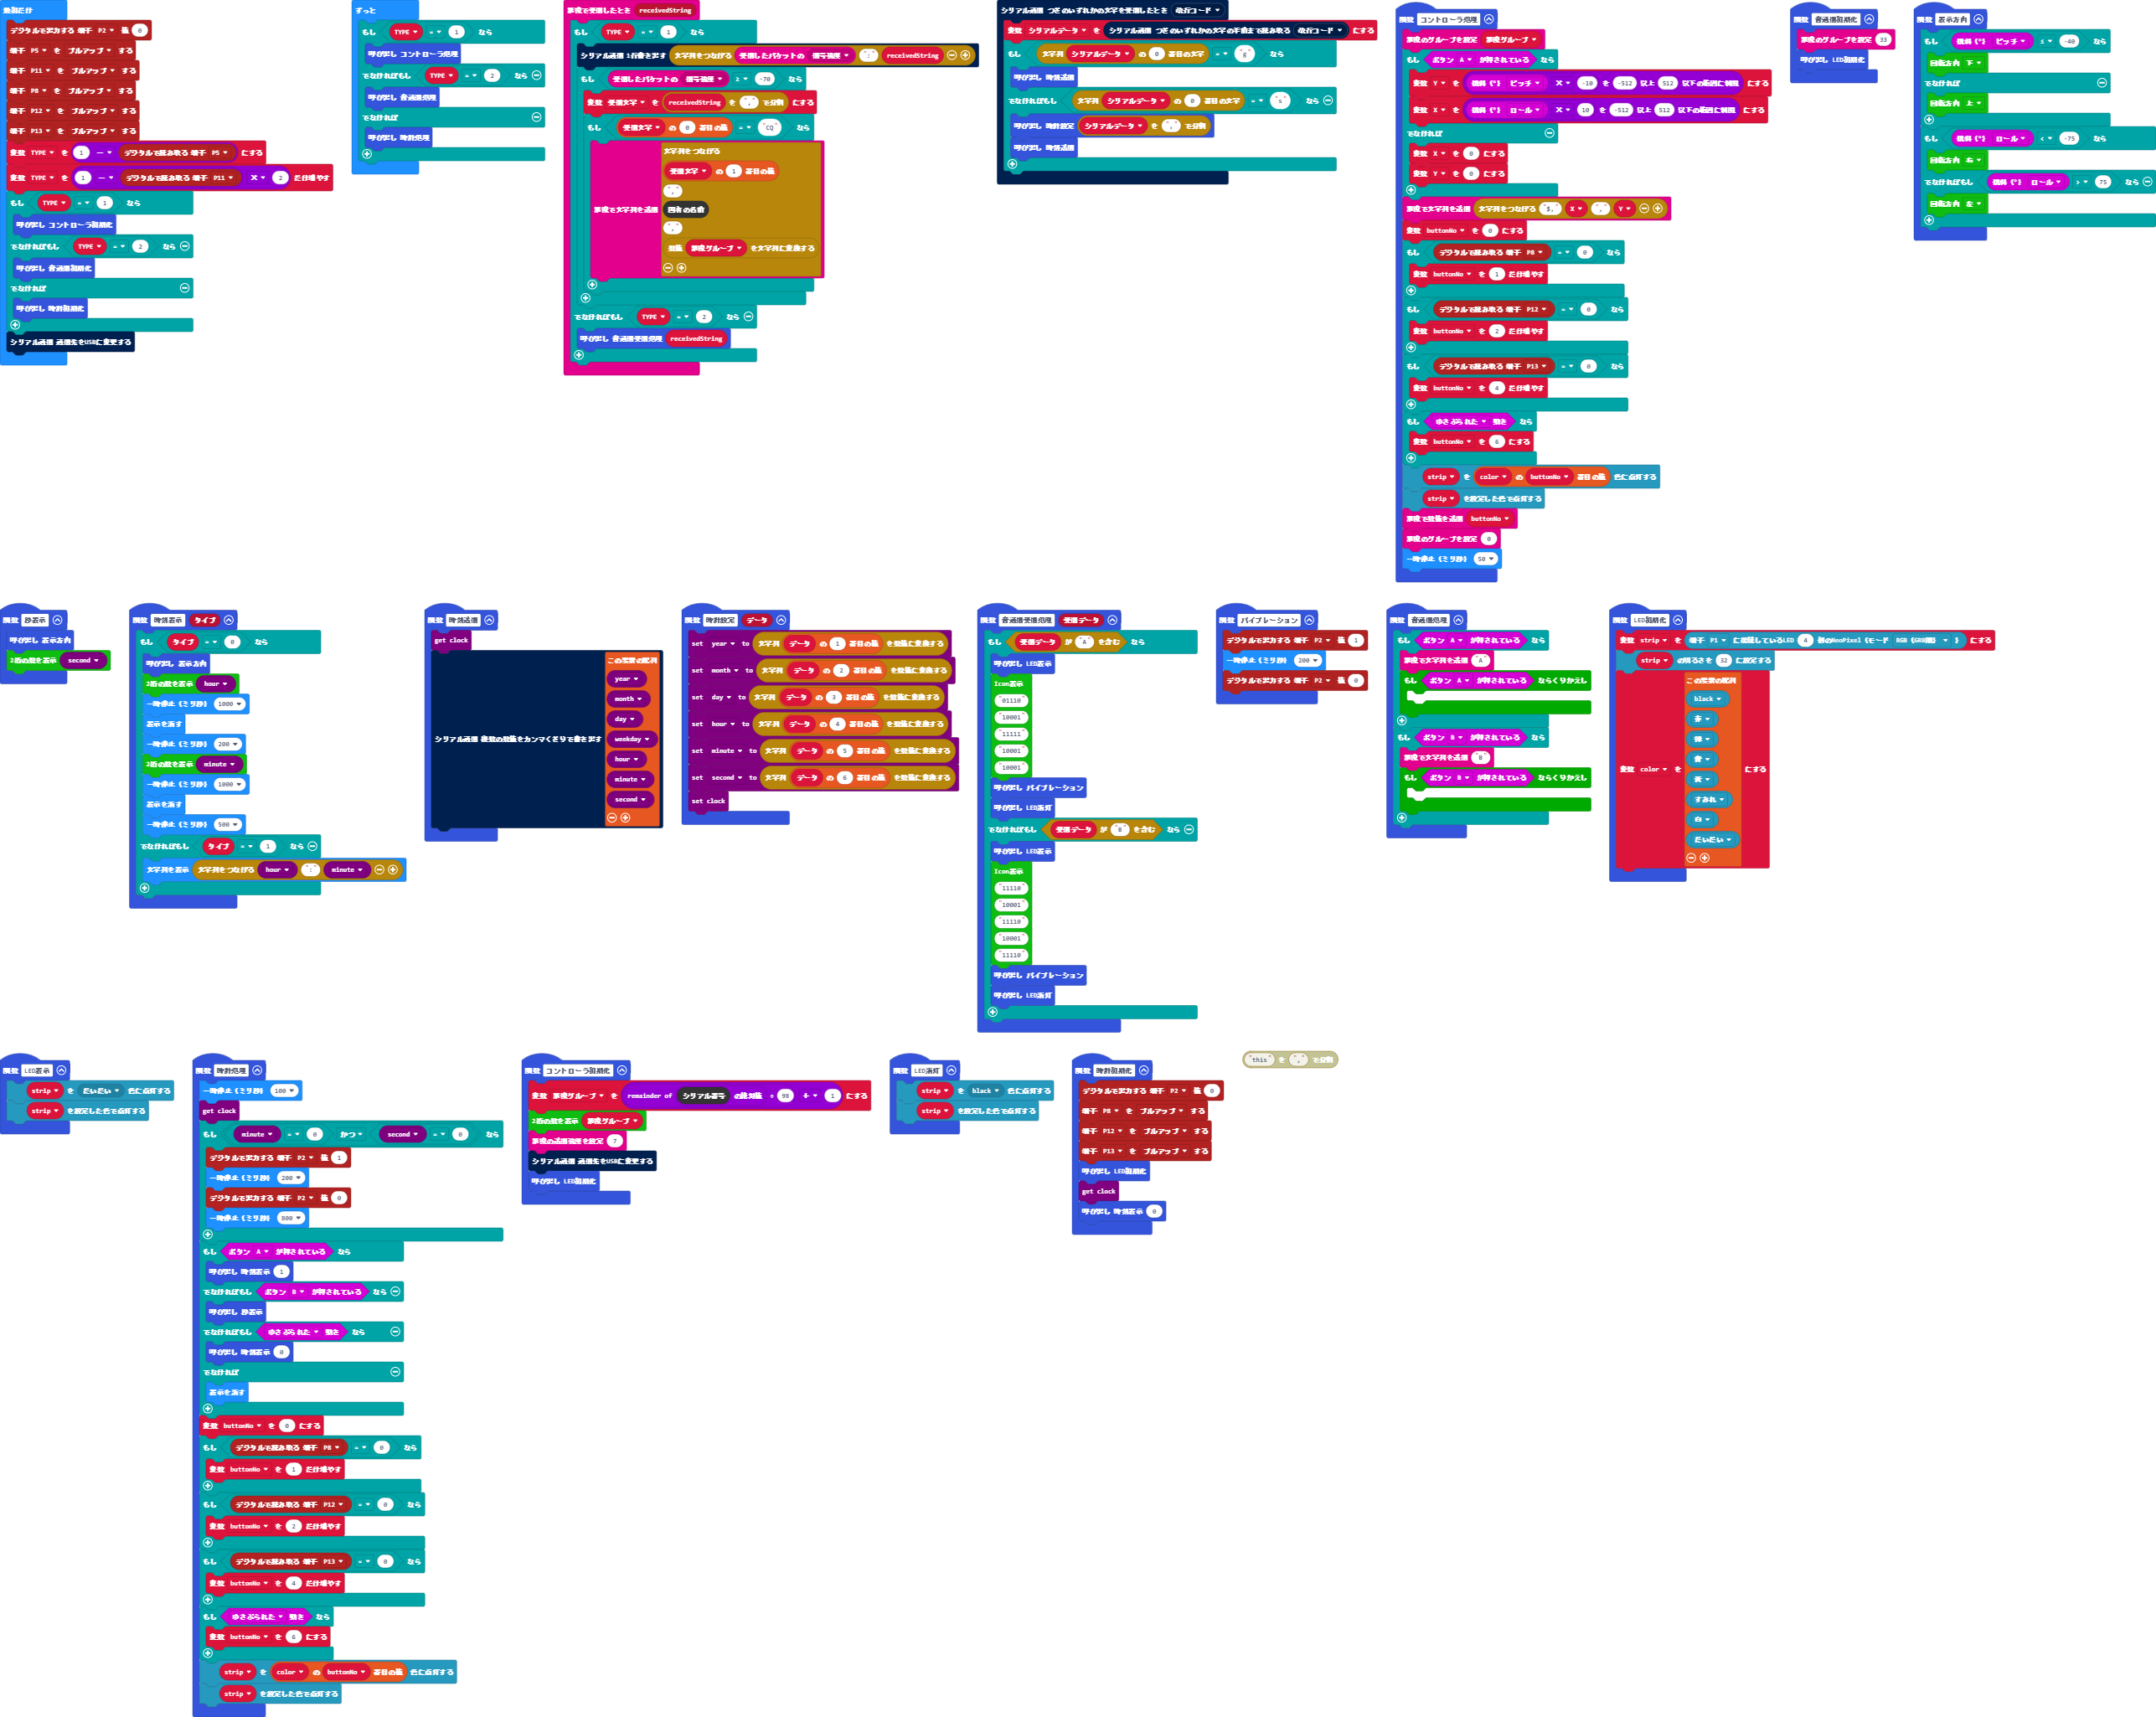 最初だけ
デジタルで出力する 端子 P2 値 0
端子 P5 を プルアップ する
端子 P11 を プルアップ する
端子 P8 を プルアップ する
端子 P12 を プルアップ する
端子 P13 を プルアップ する
変数 TYPE を 1 - デジタルで読み取る 端子 P5 にする
変数 TYPE を 1 - デジタルで読み取る 端子 P11 × 2 だけ増やす
もし TYPE = 1 なら
呼び出し コントローラ初期化
でなければもし TYPE = 2 なら
呼び出し 普通機初期化
でなければ
呼び出し 時計初期化
シリアル通信 通信先をUSBに変更する
ずっと
もし TYPE = 1 なら
呼び出し コントローラ処理
でなければもし TYPE = 2 なら
呼び出し 普通機処理
でなければ
呼び出し 時計処理
無線で受信したとき receivedString
もし TYPE = 1 なら
シリアル通信 1行書き出す 文字列をつなげる 受信したパケットの 信号強度 ":" receivedString
もし 受信したパケットの 信号強度 ≥ -70 なら
変数 受信文字 を receivedString を "," で分割 にする
もし 受信文字 の 0 番目の値 = "CQ" なら
無線で文字列を送信 文字列をつなげる
受信文字 の 1 番目の値
","
固有の名前
","
数値 無線グループ を文字列に変換する
でなければもし TYPE = 2 なら
呼び出し 普通機受信処理 receivedString
シリアル通信 つぎのいずれかの文字を受信したとき 改行コード
変数 シリアルデータ を シリアル通信 つぎのいずれかの文字の手前まで読み取る 改行コード にする
もし 文字列 シリアルデータ の 0 番目の文字 = "g" なら
呼び出し 時刻送信
でなければもし 文字列 シリアルデータ の 0 番目の文字 = "s" なら
呼び出し 時計設定 シリアルデータ を "," で分割
呼び出し 時刻送信
関数 コントローラ処理
無線のグループを設定 無線グループ
もし ボタン A が押されている なら
変数 Y を 傾斜(°) ピッチ × -10 を -512 以上 512 以下の範囲に制限 にする
変数 X を 傾斜(°) ロール × 10 を -512 以上 512 以下の範囲に制限 にする
でなければ
変数 X を 0 にする
変数 Y を 0 にする
無線で文字列を送信 文字列をつなげる "$," X "," Y
変数 buttonNo を 0 にする
もし デジタルで読み取る 端子 P8 = 0 なら
変数 buttonNo を 1 だけ増やす
もし デジタルで読み取る 端子 P12 = 0 なら
変数 buttonNo を 2 だけ増やす
もし デジタルで読み取る 端子 P13 = 0 なら
変数 buttonNo を 4 だけ増やす
もし ゆさぶられた 動き なら
変数 buttonNo を 6 にする
strip を color の buttonNo 番目の値 色に点灯する
strip を設定した色で点灯する
無線で数値を送信 buttonNo
無線のグループを設定 0
一時停止(ミリ秒) 50
関数 普通機初期化
無線のグループを設定 33
呼び出し LED初期化
関数 表示方向
もし 傾斜(°) ピッチ ≤ -40 なら
回転方向 下
でなければ
回転方向 上
もし 傾斜(°) ロール < -75 なら
回転方向 右
でなければもし 傾斜(°) ロール > 75 なら
回転方向 左
関数 秒表示
呼び出し 表示方向
2桁の数を表示 second
関数 時刻表示 タイプ
もし タイプ = 0 なら
呼び出し 表示方向
2桁の数を表示 hour
一時停止(ミリ秒) 1000
表示を消す
一時停止(ミリ秒) 200
2桁の数を表示 minute
一時停止(ミリ秒) 1000
表示を消す
一時停止(ミリ秒) 500
でなければもし タイプ = 1 なら
文字列を表示 文字列をつなげる hour ":" minute
関数 時刻送信
get clock
シリアル通信 複数の数値をカンマくぎりで書き出す この要素の配列
year
month
day
weekday
hour
minute
second
関数 時計設定 データ
set year to 文字列 データ の 1 番目の値 を数値に変換する
set month to 文字列 データ の 2 番目の値 を数値に変換する
set day to 文字列 データ の 3 番目の値 を数値に変換する
set hour to 文字列 データ の 4 番目の値 を数値に変換する
set minute to 文字列 データ の 5 番目の値 を数値に変換する
set second to 文字列 データ の 6 番目の値 を数値に変換する
set clock
関数 普通機受信処理 受信データ
もし 受信データ が "A" を含む なら
呼び出し LED表示
Icon表示
"01110"
"10001"
"11111"
"10001"
"10001"
呼び出し バイブレーション
呼び出し LED消灯
でなければもし 受信データ が "B" を含む なら
呼び出し LED表示
Icon表示
"11110"
"10001"
"11110"
"10001"
"11110"
呼び出し バイブレーション
呼び出し LED消灯
関数 バイブレーション
デジタルで出力する 端子 P2 値 1
一時停止(ミリ秒) 200
デジタルで出力する 端子 P2 値 0
関数 普通機処理
もし ボタン A が押されている なら
無線で文字列を送信 "A"
もし ボタン A が押されている ならくりかえし
もし ボタン B が押されている なら
無線で文字列を送信 "B"
もし ボタン B が押されている ならくりかえし
関数 LED初期化
変数 strip を 端子 P1 に接続しているLED 4 個のNeoPixel(モード RGB(GRB順) ) にする
strip の明るさを 32 に設定する
変数 color を この要素の配列 にする
black
赤
緑
青
黄
すみれ
白
だいだい
関数 LED表示
strip を だいだい 色に点灯する
strip を設定した色で点灯する
関数 時計処理
一時停止(ミリ秒) 100
get clock
もし minute = 0 かつ second = 0 なら
デジタルで出力する 端子 P2 値 1
一時停止(ミリ秒) 200
デジタルで出力する 端子 P2 値 0
一時停止(ミリ秒) 800
もし ボタン A が押されている なら
呼び出し 時刻表示 1
でなければもし ボタン B が押されている なら
呼び出し 秒表示
でなければもし ゆさぶられた 動き なら
呼び出し 時刻表示 0
でなければ
表示を消す
変数 buttonNo を 0 にする
もし デジタルで読み取る 端子 P8 = 0 なら
変数 buttonNo を 1 だけ増やす
もし デジタルで読み取る 端子 P12 = 0 なら
変数 buttonNo を 2 だけ増やす
もし デジタルで読み取る 端子 P13 = 0 なら
変数 buttonNo を 4 だけ増やす
もし ゆさぶられた 動き なら
変数 buttonNo を 6 にする
strip を color の buttonNo 番目の値 色に点灯する
strip を設定した色で点灯する
関数 コントローラ初期化
変数 無線グループ を remainder of シリアル番号 の絶対値 ÷ 98 + 1 にする
2桁の数を表示 無線グループ
無線の送信強度を設定 7
シリアル通信 通信先をUSBに変更する
呼び出し LED初期化
関数 LED消灯
strip を black 色に点灯する
strip を設定した色で点灯する
関数 時計初期化
デジタルで出力する 端子 P2 値 0
端子 P8 を プルアップ する
端子 P12 を プルアップ する
端子 P13 を プルアップ する
呼び出し LED初期化
get clock
呼び出し 時刻表示 0
"this" を "," で分割